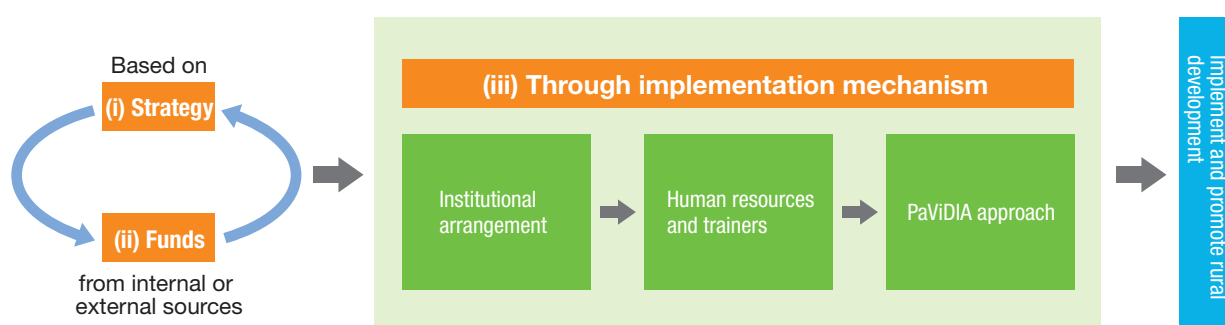 Based on
(i) Strategy
(ii) Funds
from internal or
external sources
(iii) Through implementation mechanism
Institutional
arrangement
Human resources
and trainers
PaViDIA approach
Implement and promote rural
development